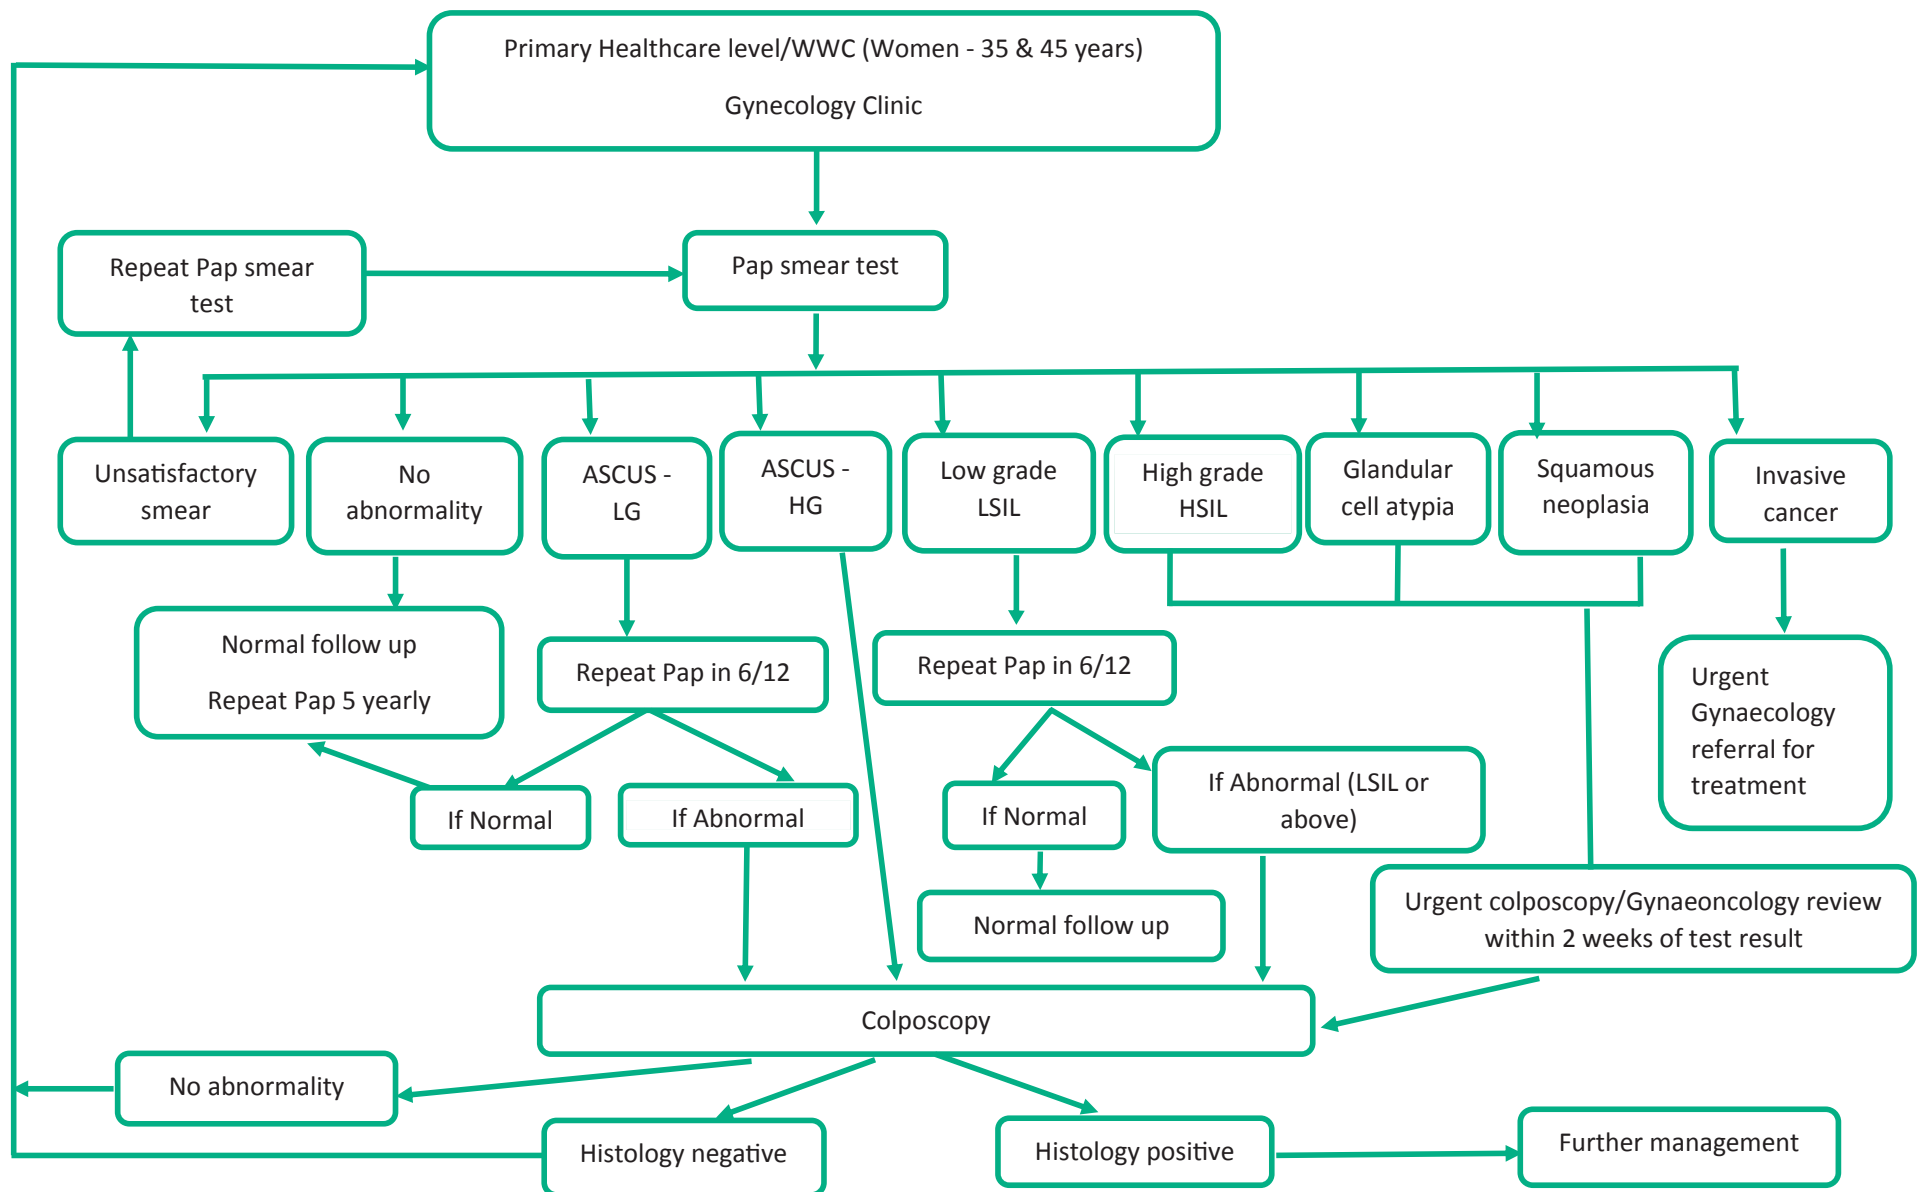 Primary Healthcare level/WWC (Women - 35 & 45 years)
Gynecology Clinic
Repeat Pap smear
test
Pap smear test
Unsatisfactory
smear
No
abnormality
ASCUS -
LG
ASCUS -
HG
Low grade
LSIL
High grade
HSIL
Glandular
cell atypia
Squamous
neoplasia
Invasive
cancer
Normal follow up
Repeat Pap 5 yearly
Repeat Pap in 6/12
Repeat Pap in 6/12
Urgent
Gynaecology
referral for
treatment
If Normal
If Abnormal
If Normal
If Abnormal (LSIL or
above)
Normal follow up
Urgent colposcopy/Gynaeoncology review
within 2 weeks of test result
Colposcopy
No abnormality
Histology negative
Histology positive
Further management